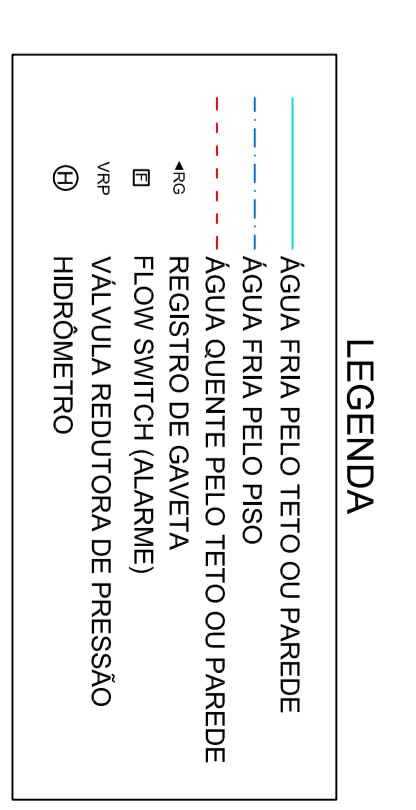 LEGENDA
ÁGUA FRIA PELO TETO OU PAREDE
ÁGUA FRIA PELO PISO
ÁGUA QUENTE PELO TETO OU PAREDE
RG REGISTRO DE GAVETA
F FLOW SWITCH (ALARME)
VRP VÁLVULA REDUTORA DE PRESSÃO
H HIDRÔMETRO